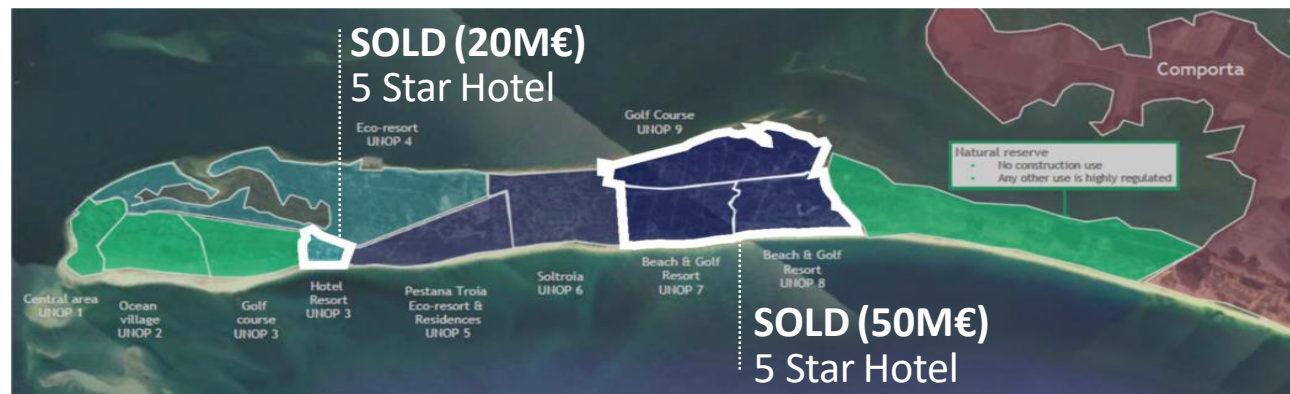 SOLD (20M€)
5 Star Hotel
Comporta
Eco-resort
UNOP 4
Golf Course
UNOP 9
Natural reserve
• No construction use
• Any other use is highly regulated
Central area
UNOP 1
Ocean
village
UNOP 2
Golf
course
UNOP 3
Hotel
Resort
UNOP 3
Pestana Troia
Eco-resort &
Residences
UNOP 5
Soltroia
UNOP 6
Beach & Golf
Resort
UNOP 7
Beach & Golf
Resort
UNOP 8
SOLD (50M€)
5 Star Hotel